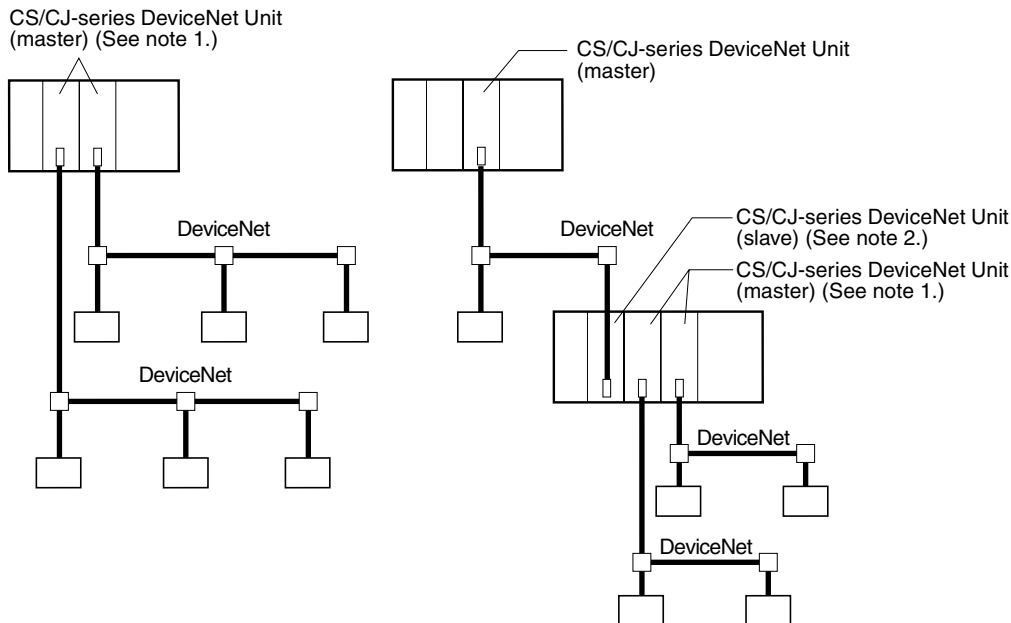 CS/CJ-series DeviceNet Unit
(master) (See note 1.)
DeviceNet
DeviceNet
CS/CJ-series DeviceNet Unit
(master)
DeviceNet
CS/CJ-series DeviceNet Unit
(slave) (See note 2.)
CS/CJ-series DeviceNet Unit
(master) (See note 1.)
DeviceNet
DeviceNet